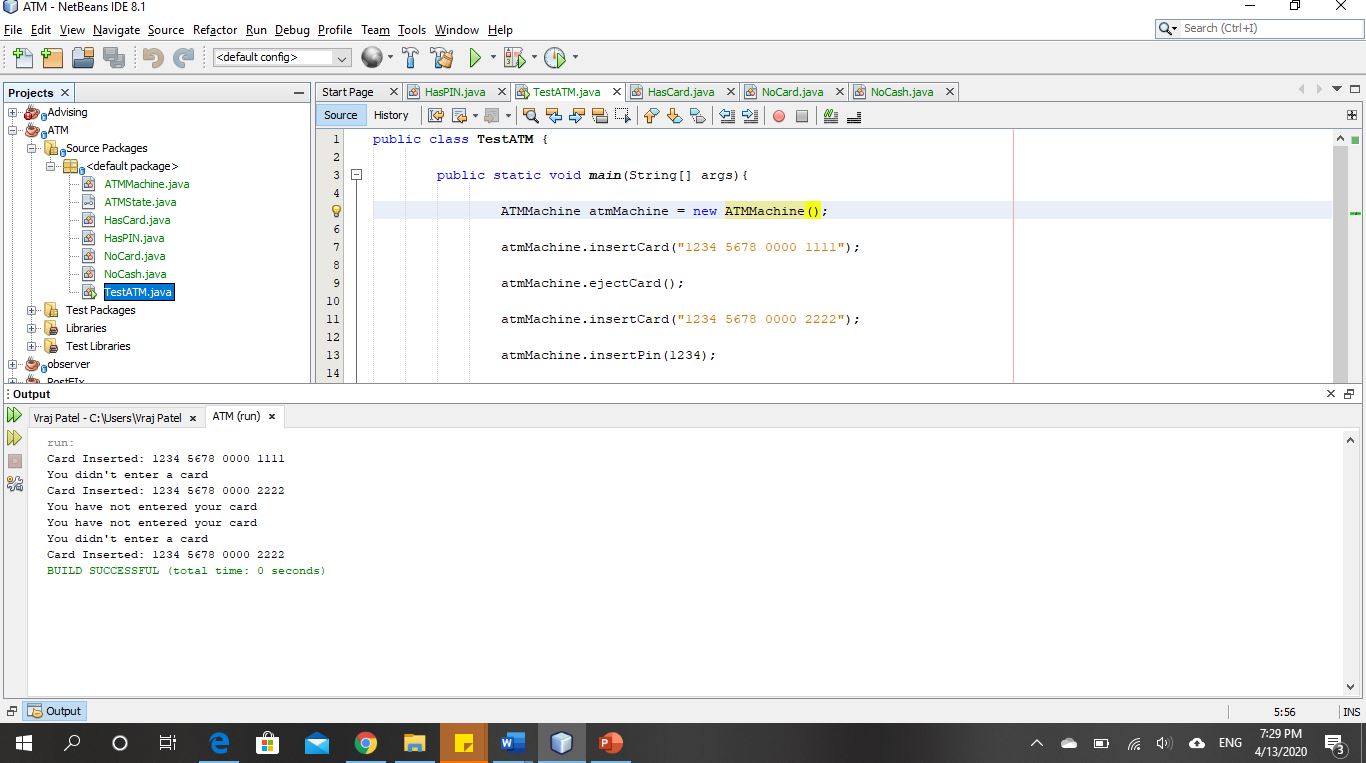 ATM - NetBeans IDE 8.1
File Edit View Navigate Source Refactor Run Debug Profile Team Tools Window Help
Search (Ctrl+I)
<default config>
Projects
Start Page HasPIN.java TestATM.java HasCard.java NoCard.java NoCash.java
Source History
Advising
ATM
Source Packages
<default package>
ATMMachine.java
ATMState.java
HasCard.java
HasPIN.java
NoCard.java
NoCash.java
TestATM.java
Test Packages
Libraries
Test Libraries
observer
1 public class TestATM {
2
3 public static void main(String[] args){
4
ATMMachine atmMachine = new ATMMachine();
6
7 atmMachine.insertCard("1234 5678 0000 1111");
8
9 atmMachine.ejectCard();
10
11 atmMachine.insertCard("1234 5678 0000 2222");
12
13 atmMachine.insertPin(1234);
14
Output
Vraj Patel - C:\Users\Vraj Patel ATM (run)
run:
Card Inserted: 1234 5678 0000 1111
You didn't enter a card
Card Inserted: 1234 5678 0000 2222
You have not entered your card
You have not entered your card
You didn't enter a card
Card Inserted: 1234 5678 0000 2222
BUILD SUCCESSFUL (total time: 0 seconds)
Output
5:56 INS
ENG
7:29 PM
4/13/2020
3